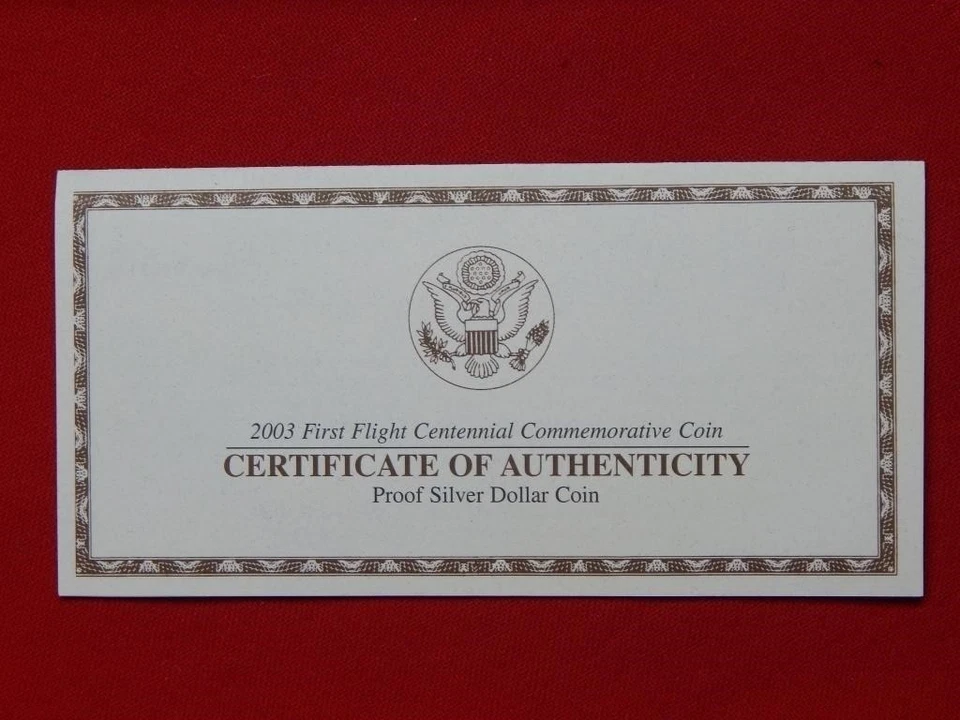 2003 First Flight Centennial Commemorative Coin
CERTIFICATE OF AUTHENTICITY
Proof Silver Dollar Coin